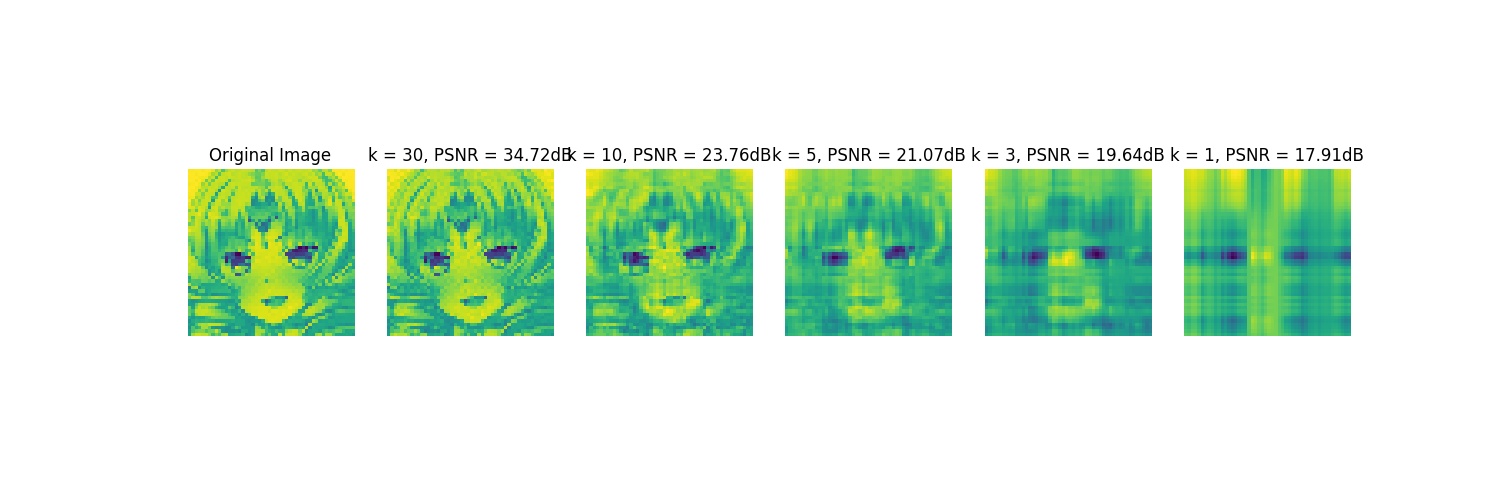 Original Image
k = 30, PSNR = 34.72dB
k = 10, PSNR = 23.76dB
k = 5, PSNR = 21.07dB
k = 3, PSNR = 19.64dB
k = 1, PSNR = 17.91dB